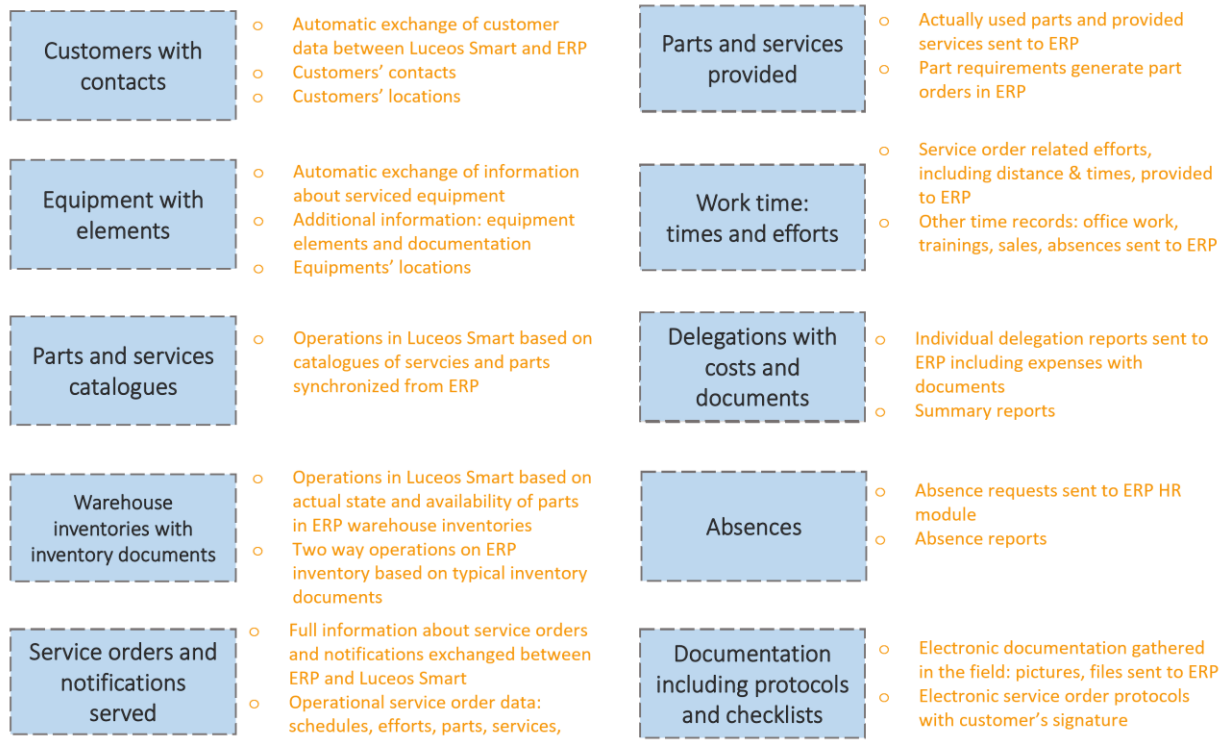 Customers with
contacts
o Automatic exchange of customer
data between Luceos Smart and ERP
o Customers' contacts
o Customers' locations
Equipment with
elements
o Automatic exchange of information
about serviced equipment
o Additional information: equipment
elements and documentation
o Equipments' locations
Parts and services
catalogues
o Operations in Luceos Smart based on
catalogues of servcies and parts
synchronized from ERP
Warehouse
inventories with
inventory documents
o Operations in Luceos Smart based on
actual state and availability of parts
in ERP warehouse inventories
o Two way operations on ERP
inventory based on typical inventory
documents
Service orders and
notifications
served
o Full information about service orders
and notifications exchanged between
ERP and Luceos Smart
o Operational service order data:
schedules, efforts, parts, services,
Parts and services
provided
o Actually used parts and provided
services sent to ERP
o Part requirements generate part
orders in ERP
Work time:
times and efforts
o Service order related efforts,
including distance & times, provided
to ERP
o Other time records: office work,
trainings, sales, absences sent to ERP
Delegations with
costs and
documents
o Individual delegation reports sent to
ERP including expenses with
documents
o Summary reports
Absences
o Absence requests sent to ERP HR
module
o Absence reports
Documentation
including protocols
and checklists
o Electronic documentation gathered
in the field: pictures, files sent to ERP
o Electronic service order protocols
with customer's signature